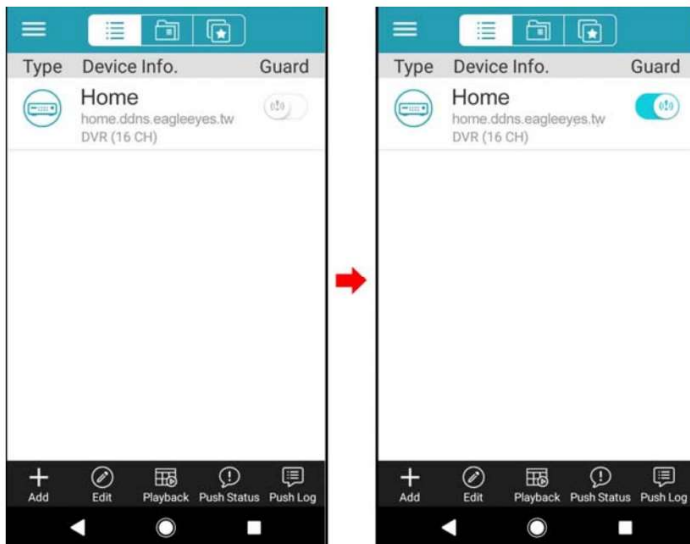 Type Device Info. Guard
Home
home.ddns.eagleeyes.tw
DVR (16 CH)
Add Edit Playback Push Status Push Log
Type Device Info. Guard
Home
home.ddns.eagleeyes.tw
DVR (16 CH)
Add Edit Playback Push Status Push Log